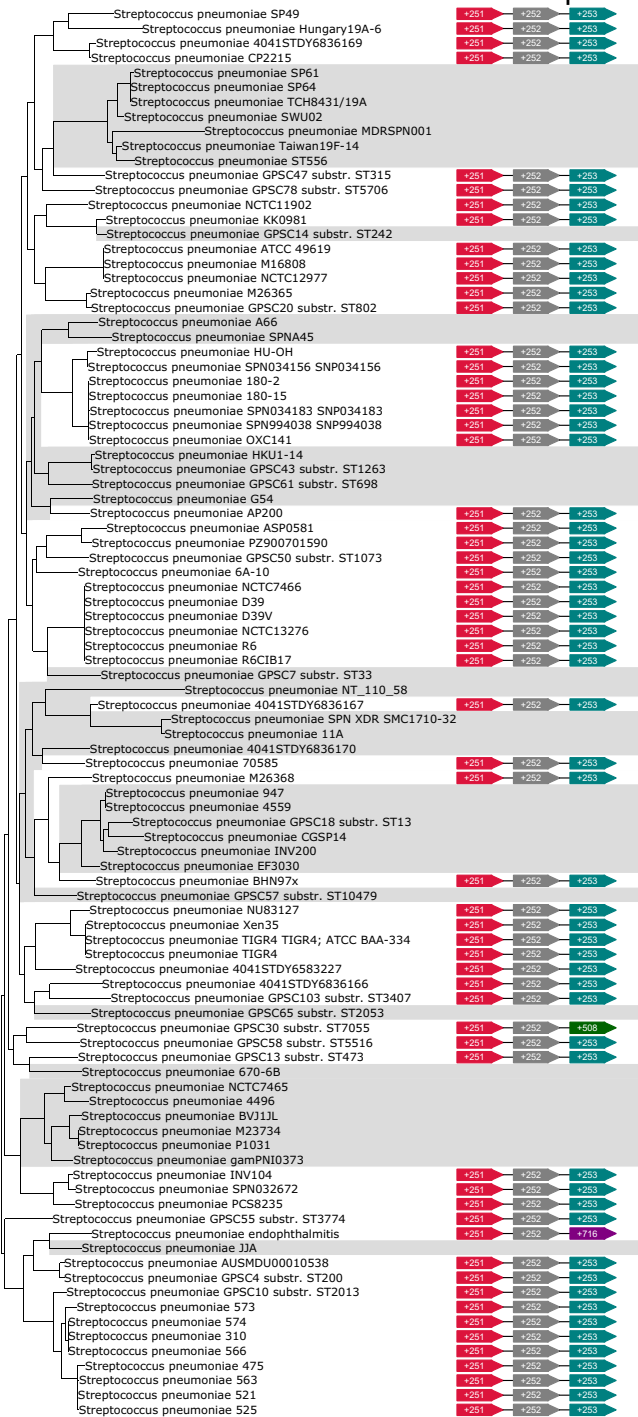 Streptococcus pneumoniae SP49 +251 +252 +253
Streptococcus pneumoniae Hungary19A-6 +251 +252 +253
Streptococcus pneumoniae 4041STDY6836169 +251 +252 +253
Streptococcus pneumoniae CP2215 +251 +252 +253
Streptococcus pneumoniae SP61
Streptococcus pneumoniae SP64
Streptococcus pneumoniae TCH8431/19A
Streptococcus pneumoniae SWU02
Streptococcus pneumoniae MDRSPN001
Streptococcus pneumoniae Taiwan19F-14
Streptococcus pneumoniae ST556
Streptococcus pneumoniae GPSC47 substr. ST315 +251 +252 +253
Streptococcus pneumoniae GPSC78 substr. ST5706 +251 +252 +253
Streptococcus pneumoniae NCTC11902 +251 +252 +253
Streptococcus pneumoniae KK0981 +251 +252 +253
Streptococcus pneumoniae GPSC14 substr. ST242
Streptococcus pneumoniae ATCC 49619 +251 +252 +253
Streptococcus pneumoniae M16808 +251 +252 +253
Streptococcus pneumoniae NCTC12977 +251 +252 +253
Streptococcus pneumoniae M26365 +251 +252 +253
Streptococcus pneumoniae GPSC20 substr. ST802 +251 +252 +253
Streptococcus pneumoniae A66
Streptococcus pneumoniae SPNA45
Streptococcus pneumoniae HU-OH +251 +252 +253
Streptococcus pneumoniae SPN034156 SNP034156 +251 +252 +253
Streptococcus pneumoniae 180-2 +251 +252 +253
Streptococcus pneumoniae 180-15 +251 +252 +253
Streptococcus pneumoniae SPN034183 SNP034183 +251 +252 +253
Streptococcus pneumoniae SPN994038 SNP994038 +251 +252 +253
Streptococcus pneumoniae OXC141 +251 +252 +253
Streptococcus pneumoniae HKU1-14
Streptococcus pneumoniae GPSC43 substr. ST1263
Streptococcus pneumoniae GPSC61 substr. ST698
Streptococcus pneumoniae G54
Streptococcus pneumoniae AP200 +251 +252 +253
Streptococcus pneumoniae ASP0581 +251 +252 +253
Streptococcus pneumoniae PZ900701590 +251 +252 +253
Streptococcus pneumoniae GPSC50 substr. ST1073 +251 +252 +253
Streptococcus pneumoniae 6A-10 +251 +252 +253
Streptococcus pneumoniae NCTC7466 +251 +252 +253
Streptococcus pneumoniae D39 +251 +252 +253
Streptococcus pneumoniae D39V +251 +252 +253
Streptococcus pneumoniae NCTC13276 +251 +252 +253
Streptococcus pneumoniae R6 +251 +252 +253
Streptococcus pneumoniae R6CIB17 +251 +252 +253
Streptococcus pneumoniae GPSC7 substr. ST33
Streptococcus pneumoniae NT_110_58
Streptococcus pneumoniae 4041STDY6836167 +251 +252 +253
Streptococcus pneumoniae SPN XDR SMC1710-32
Streptococcus pneumoniae 11A
Streptococcus pneumoniae 4041STDY6836170
Streptococcus pneumoniae 70585 +251 +252 +253
Streptococcus pneumoniae M26368 +251 +252 +253
Streptococcus pneumoniae 947
Streptococcus pneumoniae 4559
Streptococcus pneumoniae GPSC18 substr. ST13
Streptococcus pneumoniae CGSP14
Streptococcus pneumoniae INV200
Streptococcus pneumoniae EF3030
Streptococcus pneumoniae BHN97x +251 +252 +253
Streptococcus pneumoniae GPSC57 substr. ST10479
Streptococcus pneumoniae NU83127 +251 +252 +253
Streptococcus pneumoniae Xen35 +251 +252 +253
Streptococcus pneumoniae TIGR4 TIGR4; ATCC BAA-334 +251 +252 +253
Streptococcus pneumoniae TIGR4 +251 +252 +253
Streptococcus pneumoniae 4041STDY6583227 +251 +252 +253
Streptococcus pneumoniae 4041STDY6836166 +251 +252 +253
Streptococcus pneumoniae GPSC103 substr. ST3407 +251 +252 +253
Streptococcus pneumoniae GPSC65 substr. ST2053
Streptococcus pneumoniae GPSC30 substr. ST7055 +251 +252 +508
Streptococcus pneumoniae GPSC58 substr. ST5516 +251 +252 +253
Streptococcus pneumoniae GPSC13 substr. ST473 +251 +252 +253
Streptococcus pneumoniae 670-6B
Streptococcus pneumoniae NCTC7465
Streptococcus pneumoniae 4496
Streptococcus pneumoniae BVJ1JL
Streptococcus pneumoniae M23734
Streptococcus pneumoniae P1031
Streptococcus pneumoniae gamPNI0373
Streptococcus pneumoniae INV104 +251 +252 +253
Streptococcus pneumoniae SPN032672 +251 +252 +253
Streptococcus pneumoniae PCS8235 +251 +252 +253
Streptococcus pneumoniae GPSC55 substr. ST3774 +251 +252 +253
Streptococcus pneumoniae endophthalmitis +251 +252 +716
Streptococcus pneumoniae JJA
Streptococcus pneumoniae AUSMDU00010538 +251 +252 +253
Streptococcus pneumoniae GPSC4 substr. ST200 +251 +252 +253
Streptococcus pneumoniae GPSC10 substr. ST2013 +251 +252 +253
Streptococcus pneumoniae 573 +251 +252 +253
Streptococcus pneumoniae 574 +251 +252 +253
Streptococcus pneumoniae 310 +251 +252 +253
Streptococcus pneumoniae 566 +251 +252 +253
Streptococcus pneumoniae 475 +251 +252 +253
Streptococcus pneumoniae 563 +251 +252 +253
Streptococcus pneumoniae 521 +251 +252 +253
Streptococcus pneumoniae 525 +251 +252 +253